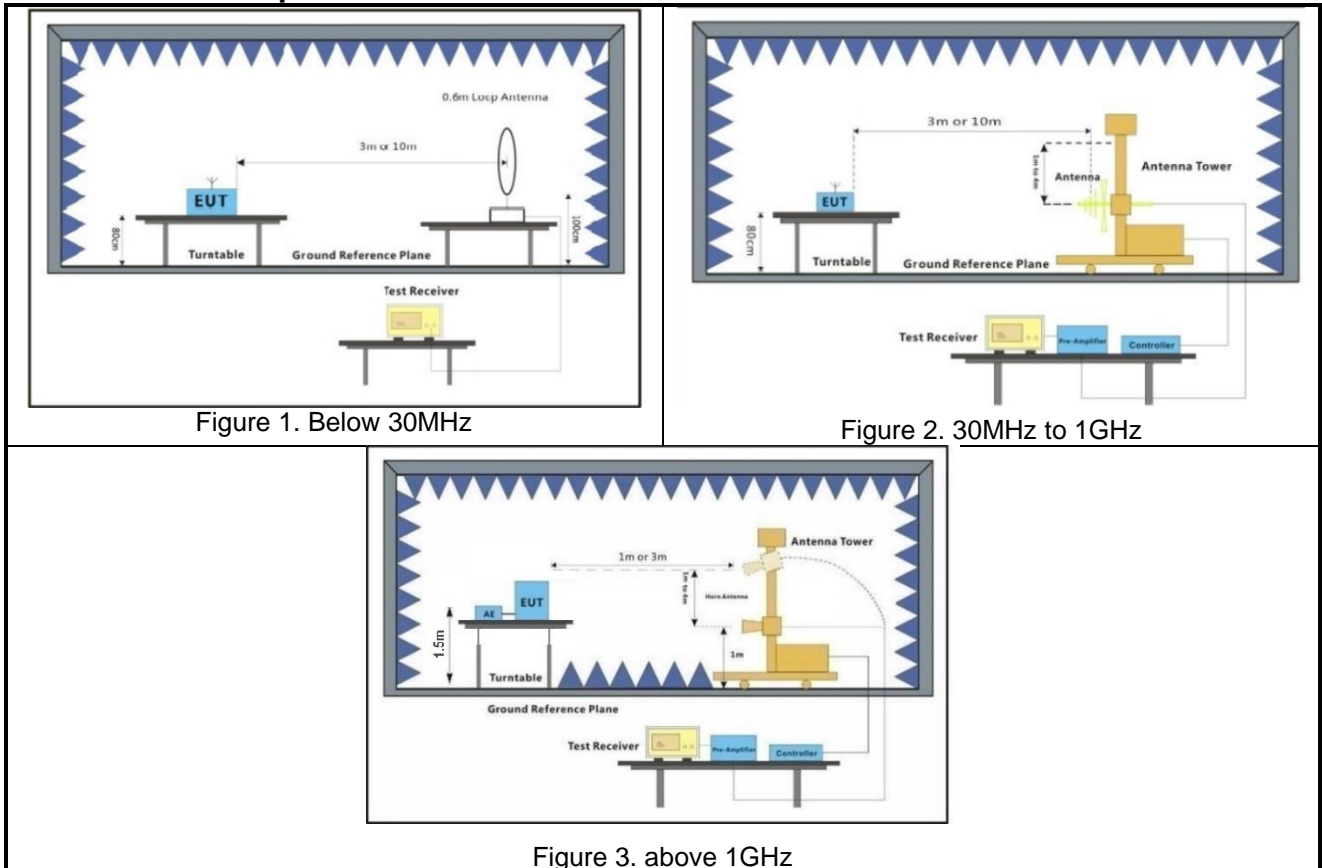 0.6m Loop Antenna
3m or 10m
EUT
80cm
100cm
Turntable
Ground Reference Plane
Test Receiver
Figure 1. Below 30MHz
3m or 10m
1m to 4m
Antenna
Antenna Tower
EUT
80cm
Turntable
Ground Reference Plane
Test Receiver
Pre-Amplifier
Controller
Figure 2. 30MHz to 1GHz
Antenna Tower
1m or 3m
1m to 4m
Horn Antenna
AE
EUT
1.5m
1m
Turntable
Ground Reference Plane
Test Receiver
Pre-Amplifier
Controller
Figure 3. above 1GHz